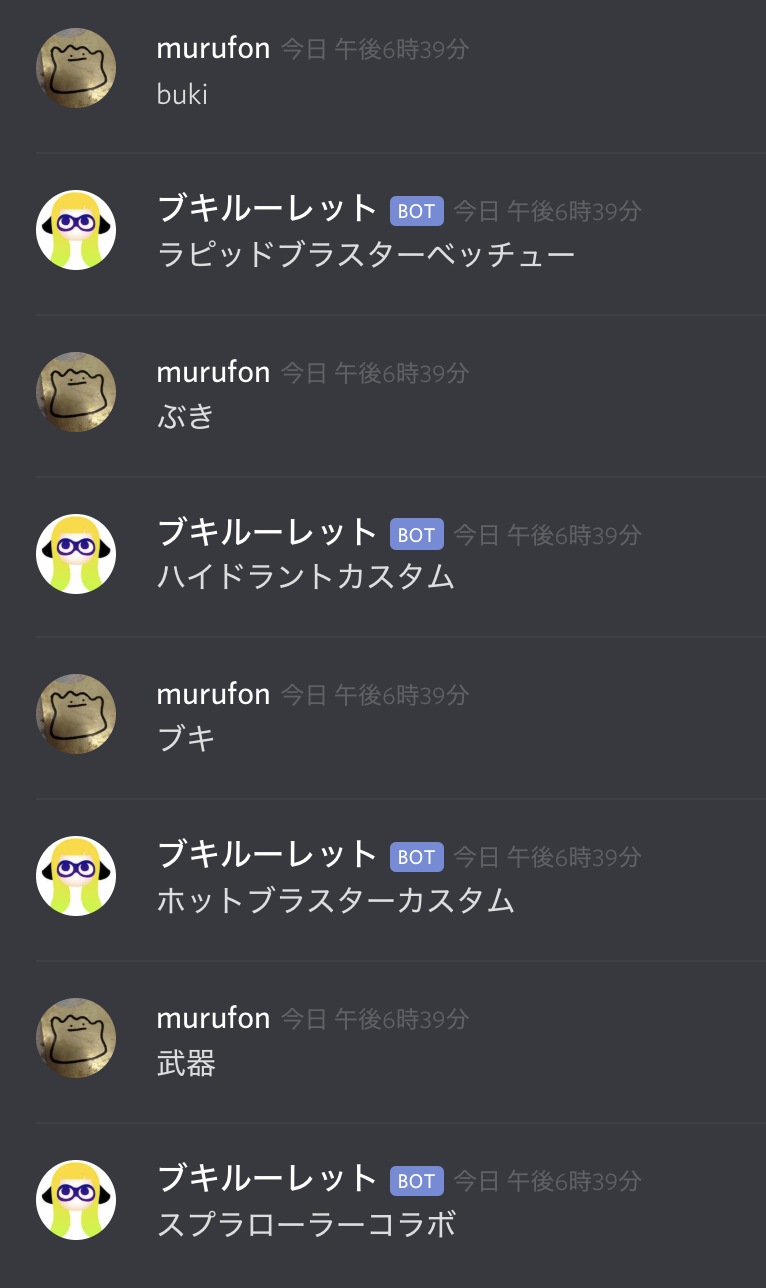 murufon 今日 午後6時39分
buki
ブキルーレット BOT 今日 午後6時39分
ラピッドブラスターベッチュー
murufon 今日 午後6時39分
ぶき
ブキルーレット BOT 今日 午後6時39分
ハイドラントカスタム
murufon 今日 午後6時39分
ブキ
ブキルーレット BOT 今日 午後6時39分
ホットブラスターカスタム
murufon 今日 午後6時39分
武器
ブキルーレット BOT 今日 午後6時39分
スプラローラーコラボ